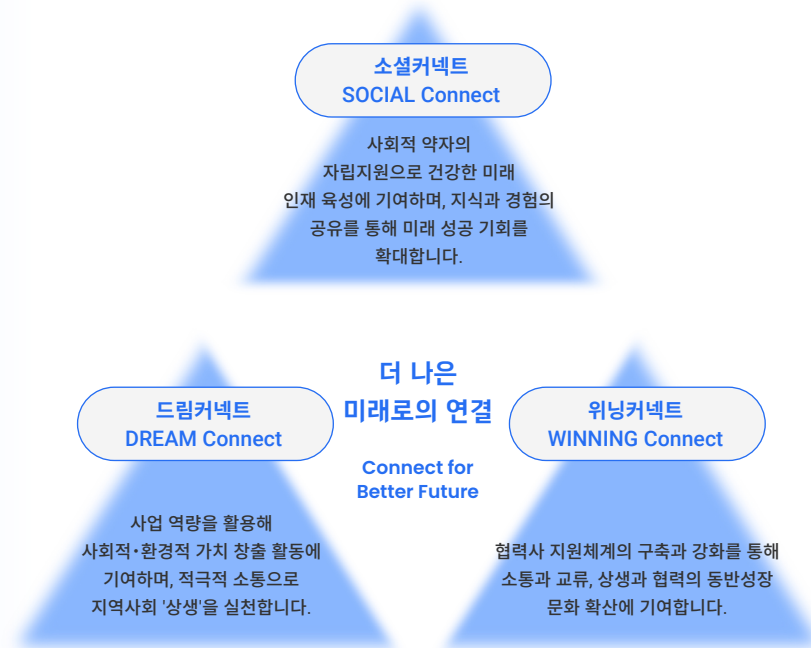 소셜커넥트
SOCIAL Connect
사회적 약자의
자립지원으로 건강한 미래
인재 육성에 기여하며, 지식과 경험의
공유를 통해 미래 성공 기회를
확대합니다.
더 나은
미래로의 연결
Connect for
Better Future
드림커넥트
DREAM Connect
사업 역량을 활용해
사회적·환경적 가치 창출 활동에
기여하며, 적극적 소통으로
지역사회 '상생'을 실천합니다.
위닝커넥트
WINNING Connect
협력사 지원체계의 구축과 강화를 통해
소통과 교류, 상생과 협력의 동반성장
문화 확산에 기여합니다.